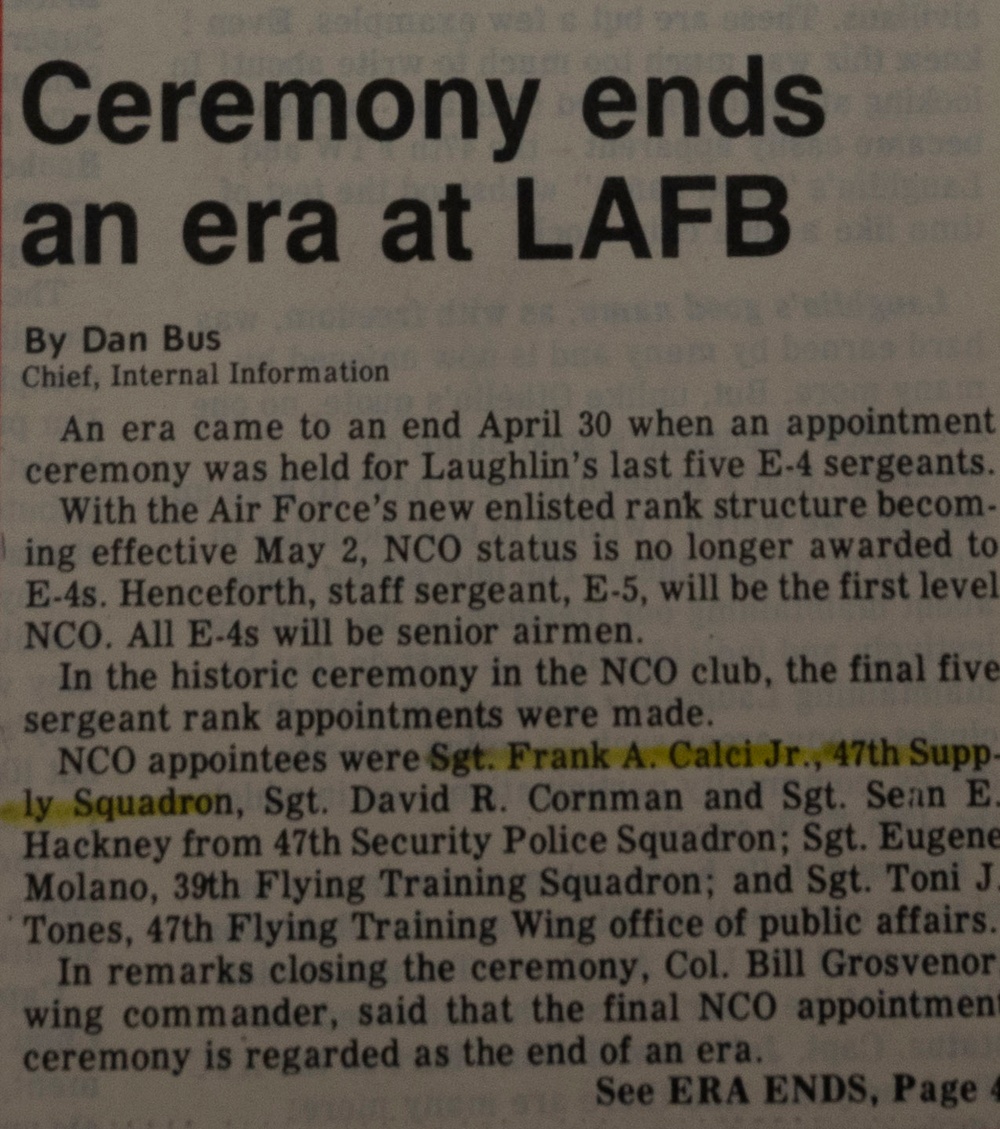 Ceremony ends
an era at LAFB
By Dan Bus
Chief, Internal Information
An era came to an end April 30 when an appointment
ceremony was held for Laughlin's last five E-4 sergeants.
With the Air Force's new enlisted rank structure becom-
ing effective May 2, NCO status is no longer awarded to
E-4s. Henceforth, staff sergeant, E-5, will be the first level
NCO. All E-4s will be senior airmen.
In the historic ceremony in the NCO club, the final five
sergeant rank appointments were made.
NCO appointees were Sgt. Frank A. Calci Jr., 47th Supp-
ly Squadron, Sgt. David R. Cornman and Sgt. Sean E.
Hackney from 47th Security Police Squadron; Sgt. Eugene
Molano, 39th Flying Training Squadron; and Sgt. Toni J.
Tones, 47th Flying Training Wing office of public affairs.
In remarks closing the ceremony, Col. Bill Grosvenor
wing commander, said that the final NCO appointment
ceremony is regarded as the end of an era.
See ERA ENDS, Page 4